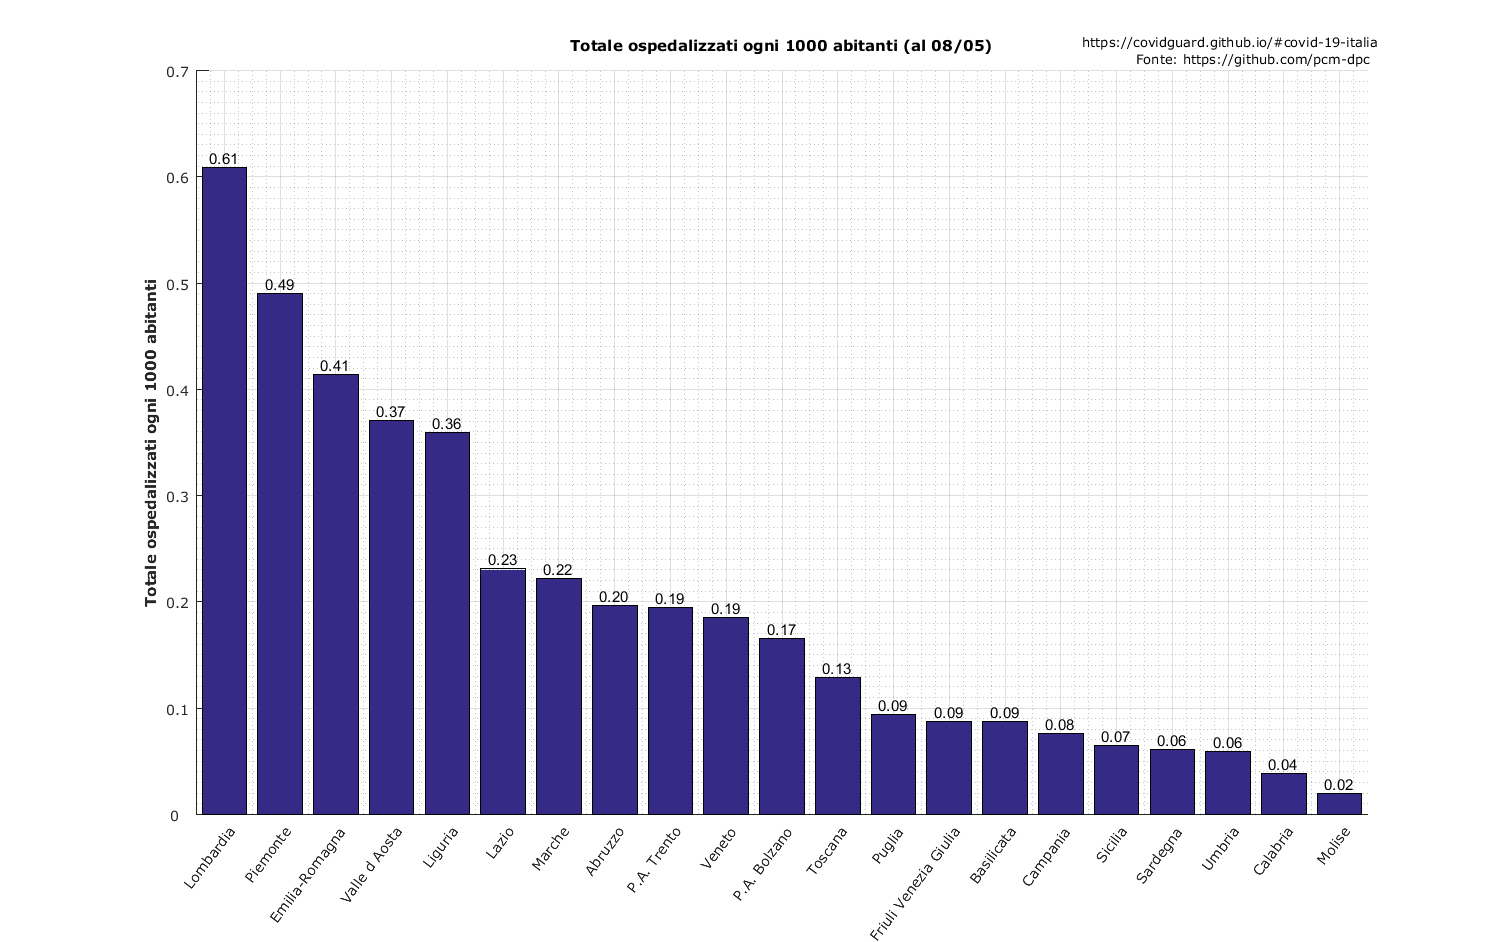 Totale ospedalizzati ogni 1000 abitanti (al 08/05)
https://covidguard.github.io/#covid-19-italia
Fonte: https://github.com/pcm-dpc
Totale ospedalizzati ogni 1000 abitanti
0.7
0.6
0.5
0.4
0.3
0.2
0.1
0
0.61
0.49
0.41
0.37
0.36
0.23
0.22
0.20
0.19
0.19
0.17
0.13
0.09
0.09
0.09
0.08
0.07
0.06
0.06
0.04
0.02
Lombardia
Piemonte
Emilia-Romagna
Valle d Aosta
Liguria
Lazio
Marche
Abruzzo
P.A. Trento
Veneto
P.A. Bolzano
Toscana
Puglia
Friuli Venezia Giulia
Basilicata
Campania
Sicilia
Sardegna
Umbria
Calabria
Molise